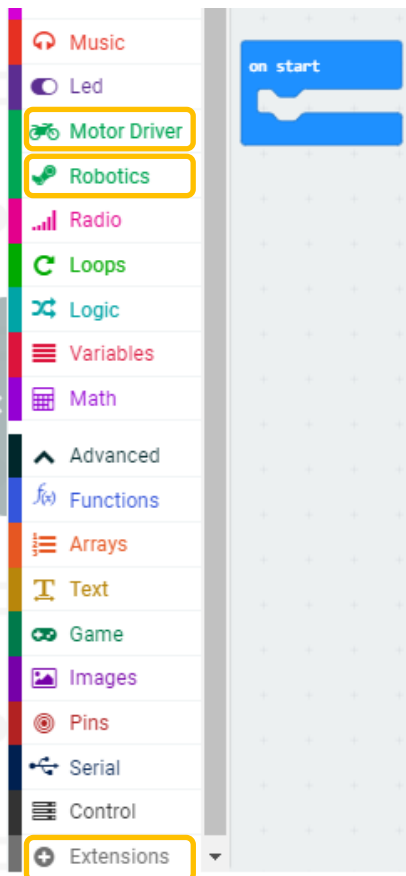 Music
on start
Led
Motor Driver
Robotics
Radio
Loops
Logic
Variables
Math
Advanced
f(x) Functions
Arrays
Text
Game
Images
Pins
Serial
Control
Extensions